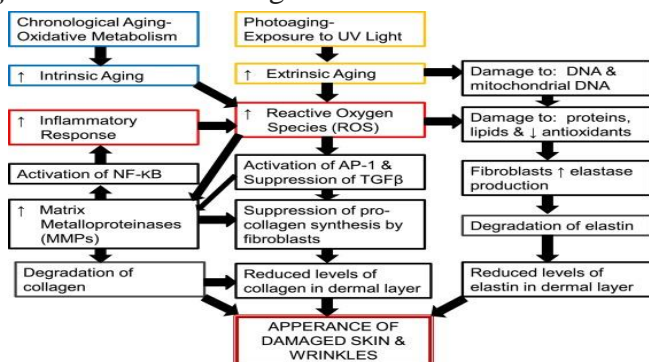 Chronological Aging-
Oxidative Metabolism
↑ Intrinsic Aging
↑ Inflammatory
Response
Activation of NF-KB
↑ Matrix
Metalloproteinases
(MMPs)
Degradation of
collagen
Photoaging-
Exposure to UV Light
↑ Extrinsic Aging
↑ Reactive Oxygen
Species (ROS)
Activation of AP-1 &
Suppression of TGFβ
Suppression of pro-
collagen synthesis by
fibroblasts
Reduced levels of
collagen in dermal layer
Damage to: DNA &
mitochondrial DNA
Damage to: proteins,
lipids & ↓ antioxidants
Fibroblasts ↑ elastase
production
Degradation of elastin
Reduced levels of
elastin in dermal layer
APPERANCE OF
DAMAGED SKIN &
WRINKLES